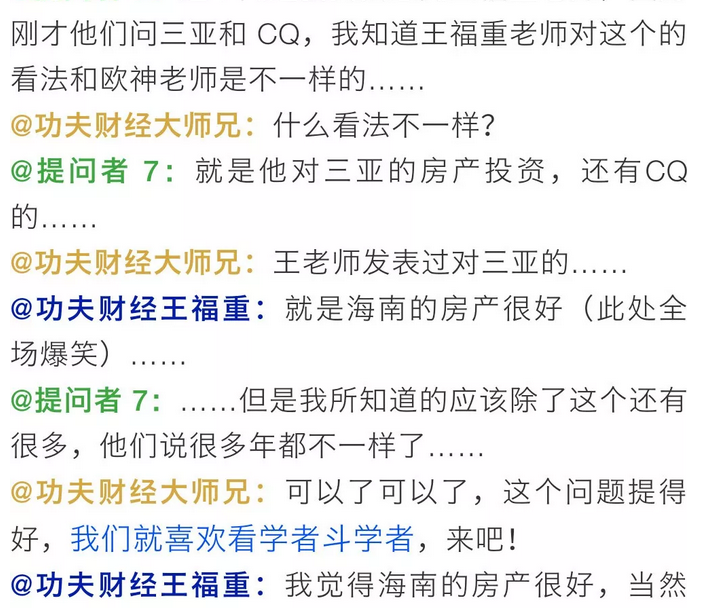 刚才他们问三亚和 CQ，我知道王福重老师对这个的
看法和欧神老师是不一样的……
@功夫财经大师兄：什么看法不一样？
@提问者 7：就是他对三亚的房产投资，还有CQ
的……
@功夫财经大师兄：王老师发表过对三亚的……
@功夫财经王福重：就是海南的房产很好（此处全
场爆笑）……
@提问者 7：……但是我所知道的应该除了这个还有
很多，他们说很多年都不一样了……
@功夫财经大师兄：可以了可以了，这个问题提得
好，我们就喜欢看学者斗学者，来吧！
@功夫财经王福重：我觉得海南的房产很好，当然